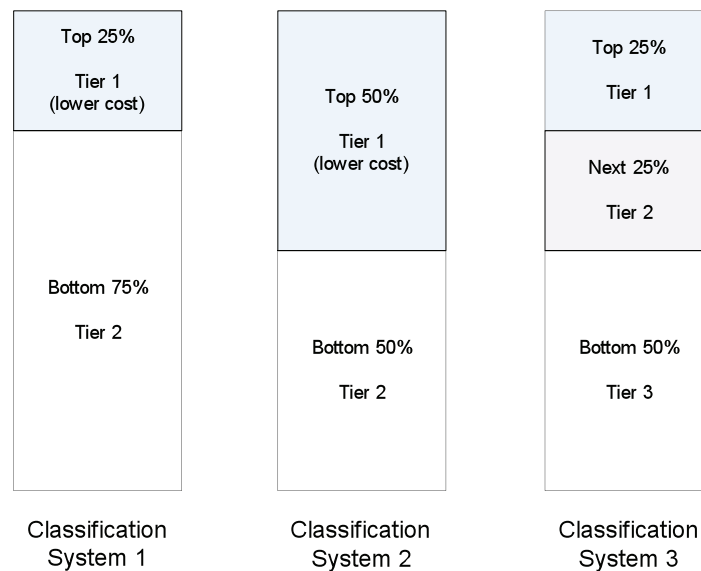 Top 25%
Tier 1
(lower cost)
Bottom 75%
Tier 2
Classification
System 1
Top 50%
Tier 1
(lower cost)
Bottom 50%
Tier 2
Classification
System 2
Top 25%
Tier 1
Next 25%
Tier 2
Bottom 50%
Tier 3
Classification
System 3